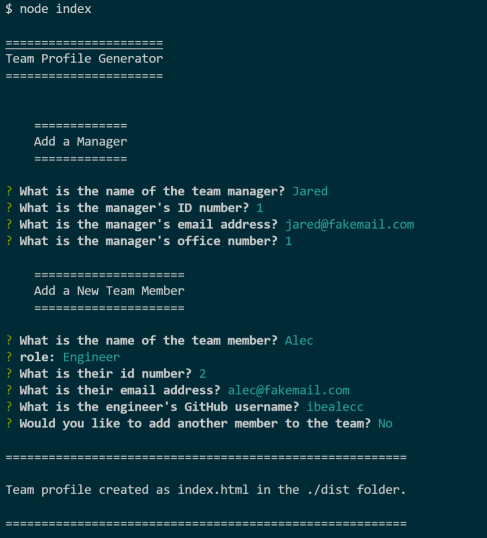 $ node index
======================
Team Profile Generator
======================
=============
Add a Manager
=============
? What is the name of the team manager? Jared
? What is the manager's ID number? 1
? What is the manager's email address? jared@fakemail.com
? What is the manager's office number? 1
=====================
Add a New Team Member
=====================
? What is the name of the team member? Alec
? role: Engineer
? What is their id number? 2
? What is their email address? alec@fakemail.com
? What is the engineer's GitHub username? ibealecc
? Would you like to add another member to the team? No
========================================================
Team profile created as index.html in the ./dist folder.
========================================================